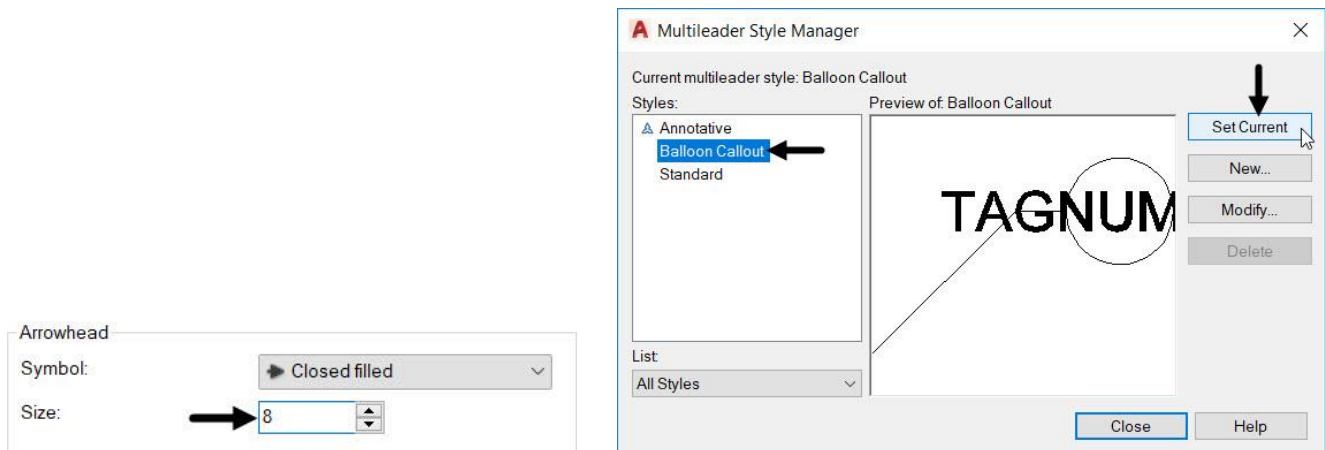 Arrowhead
Symbol:
Closed filled
Size:
8
Multileader Style Manager
Current multileader style: Balloon Callout
Styles:
Preview of: Balloon Callout
Annotative
Balloon Callout
Standard
TAGNUM
Set Current
New...
Modify...
Delete
List:
All Styles
Close
Help